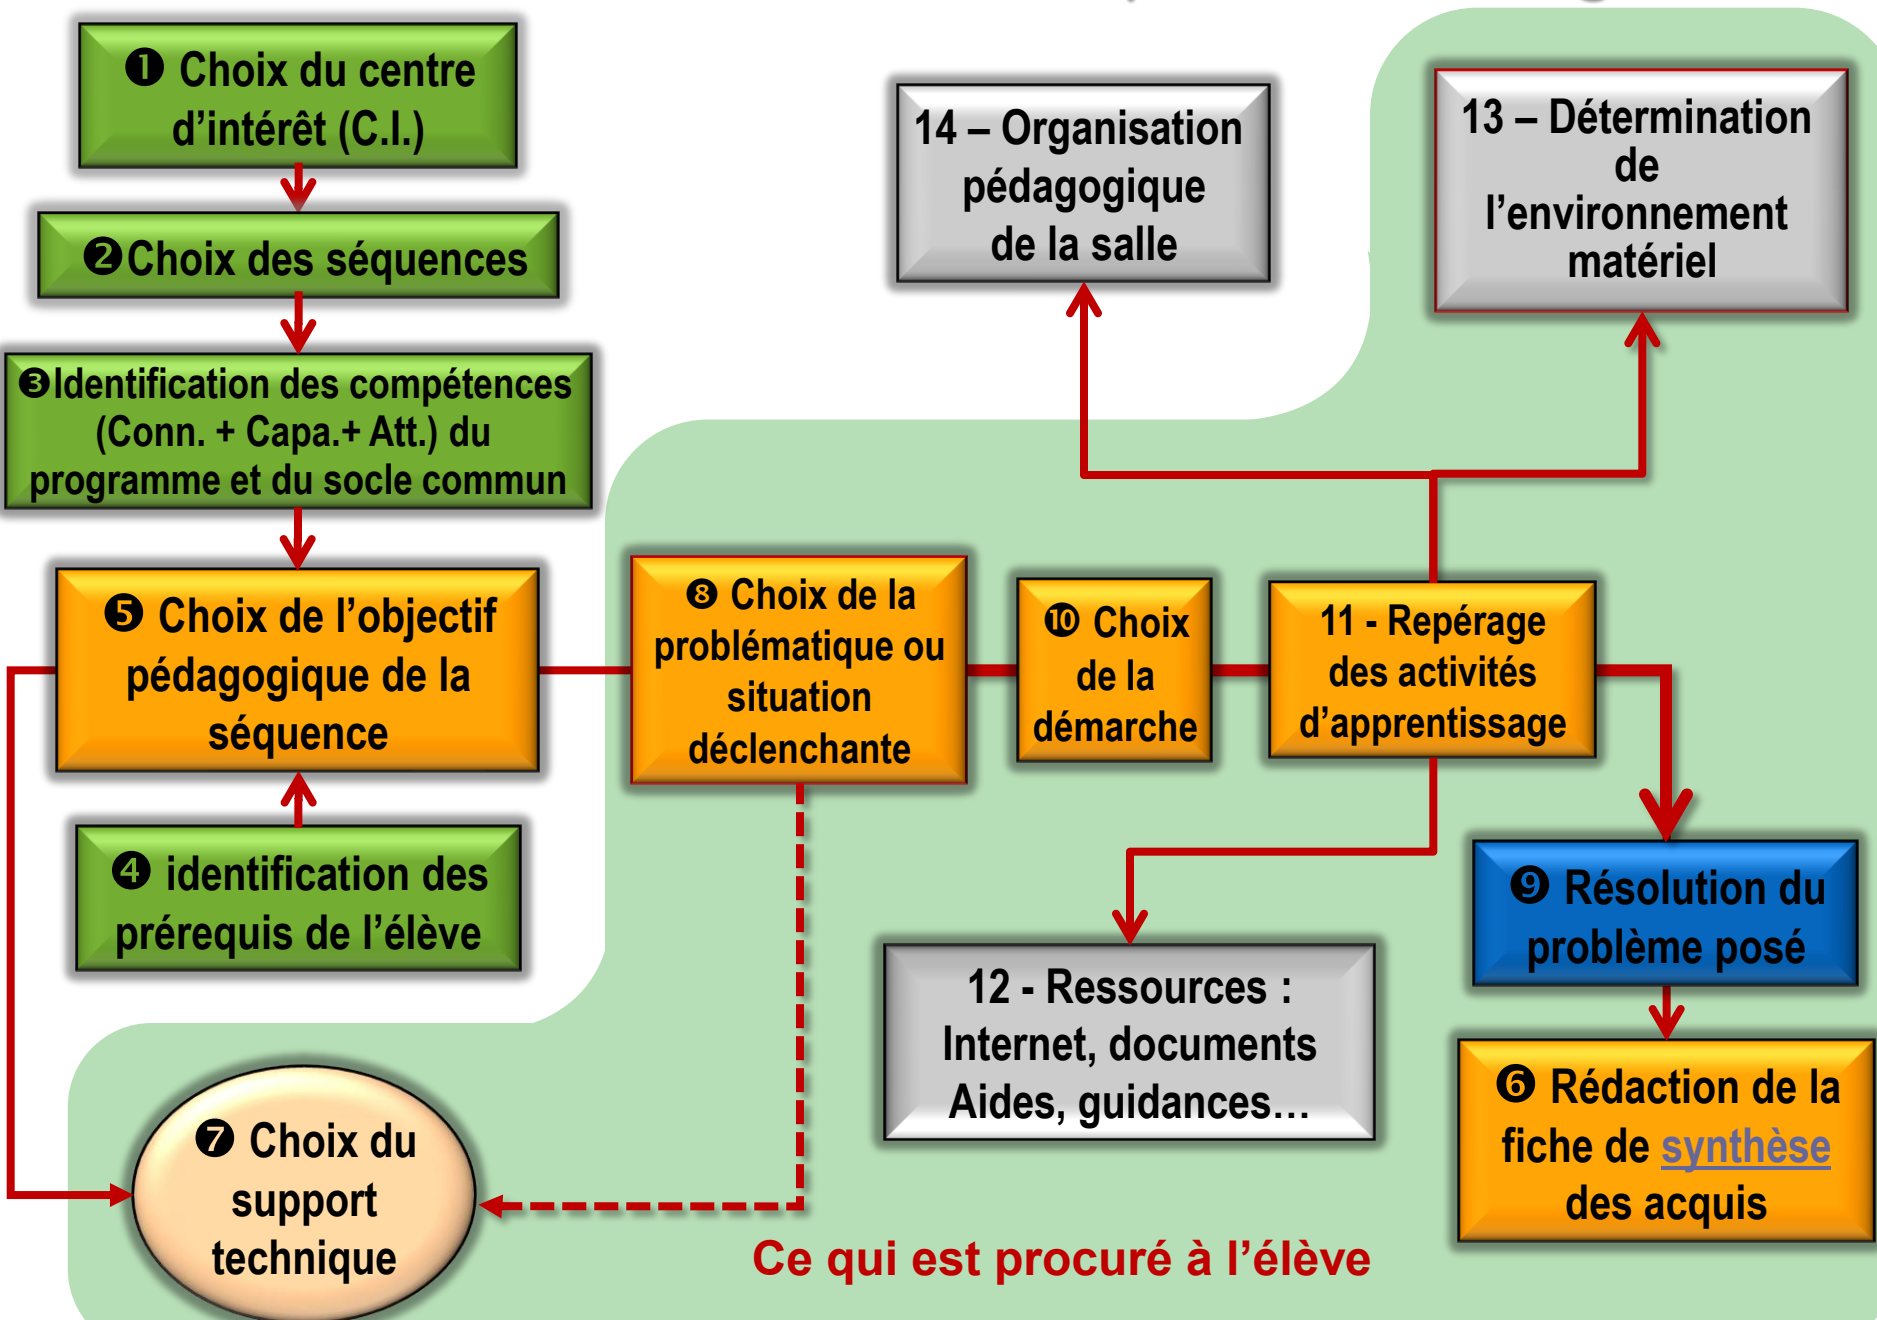 ❶ Choix du centre
d’intérêt (C.I.)
❷Choix des séquences
❸Identification des compétences
(Conn. + Capa.+ Att.) du
programme et du socle commun
❺ Choix de l’objectif
pédagogique de la
séquence
❹ identification des
prérequis de l’élève
❼ Choix du
support
technique
❽ Choix de la
problématique ou
situation
déclenchante
❿ Choix
de la
démarche
11 - Repérage
des activités
d’apprentissage
14 – Organisation
pédagogique
de la salle
13 – Détermination
de
l’environnement
matériel
12 - Ressources :
Internet, documents
Aides, guidances…
❾ Résolution du
problème posé
❻ Rédaction de la
fiche de synthèse
des acquis
Ce qui est procuré à l’élève